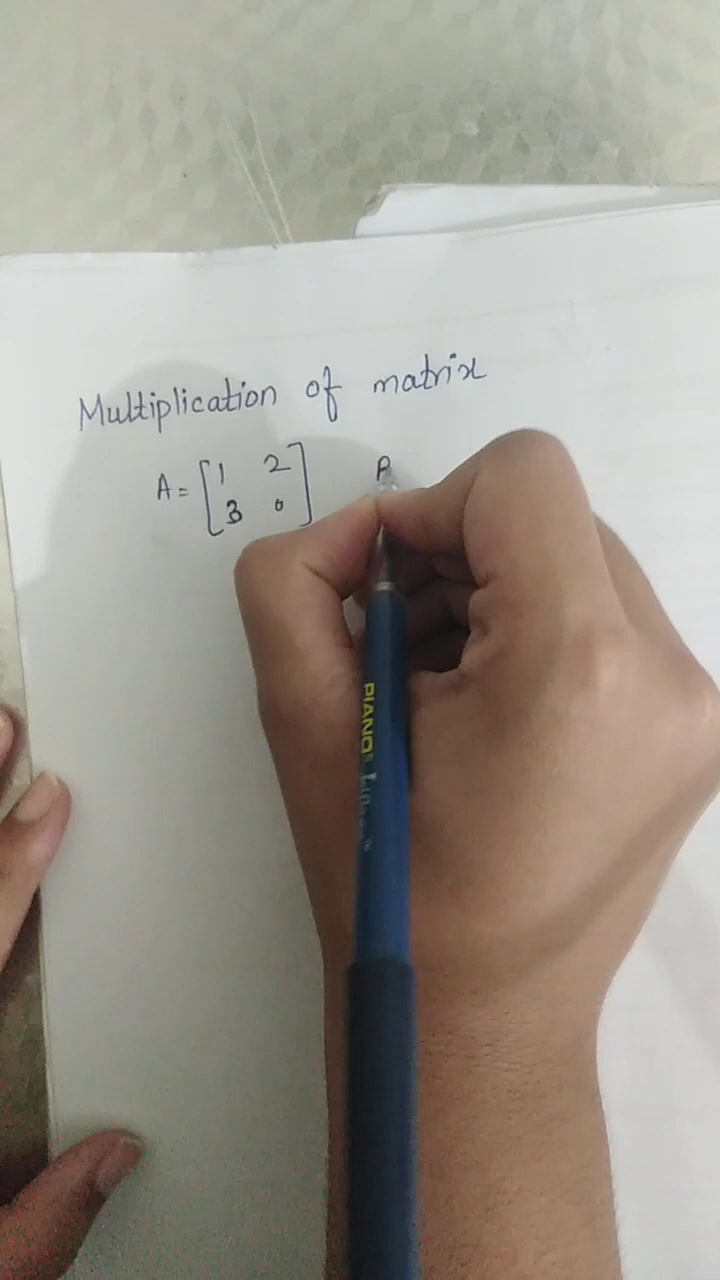 Multiplication of matrix
A = [1 2
3 0]
PIANO